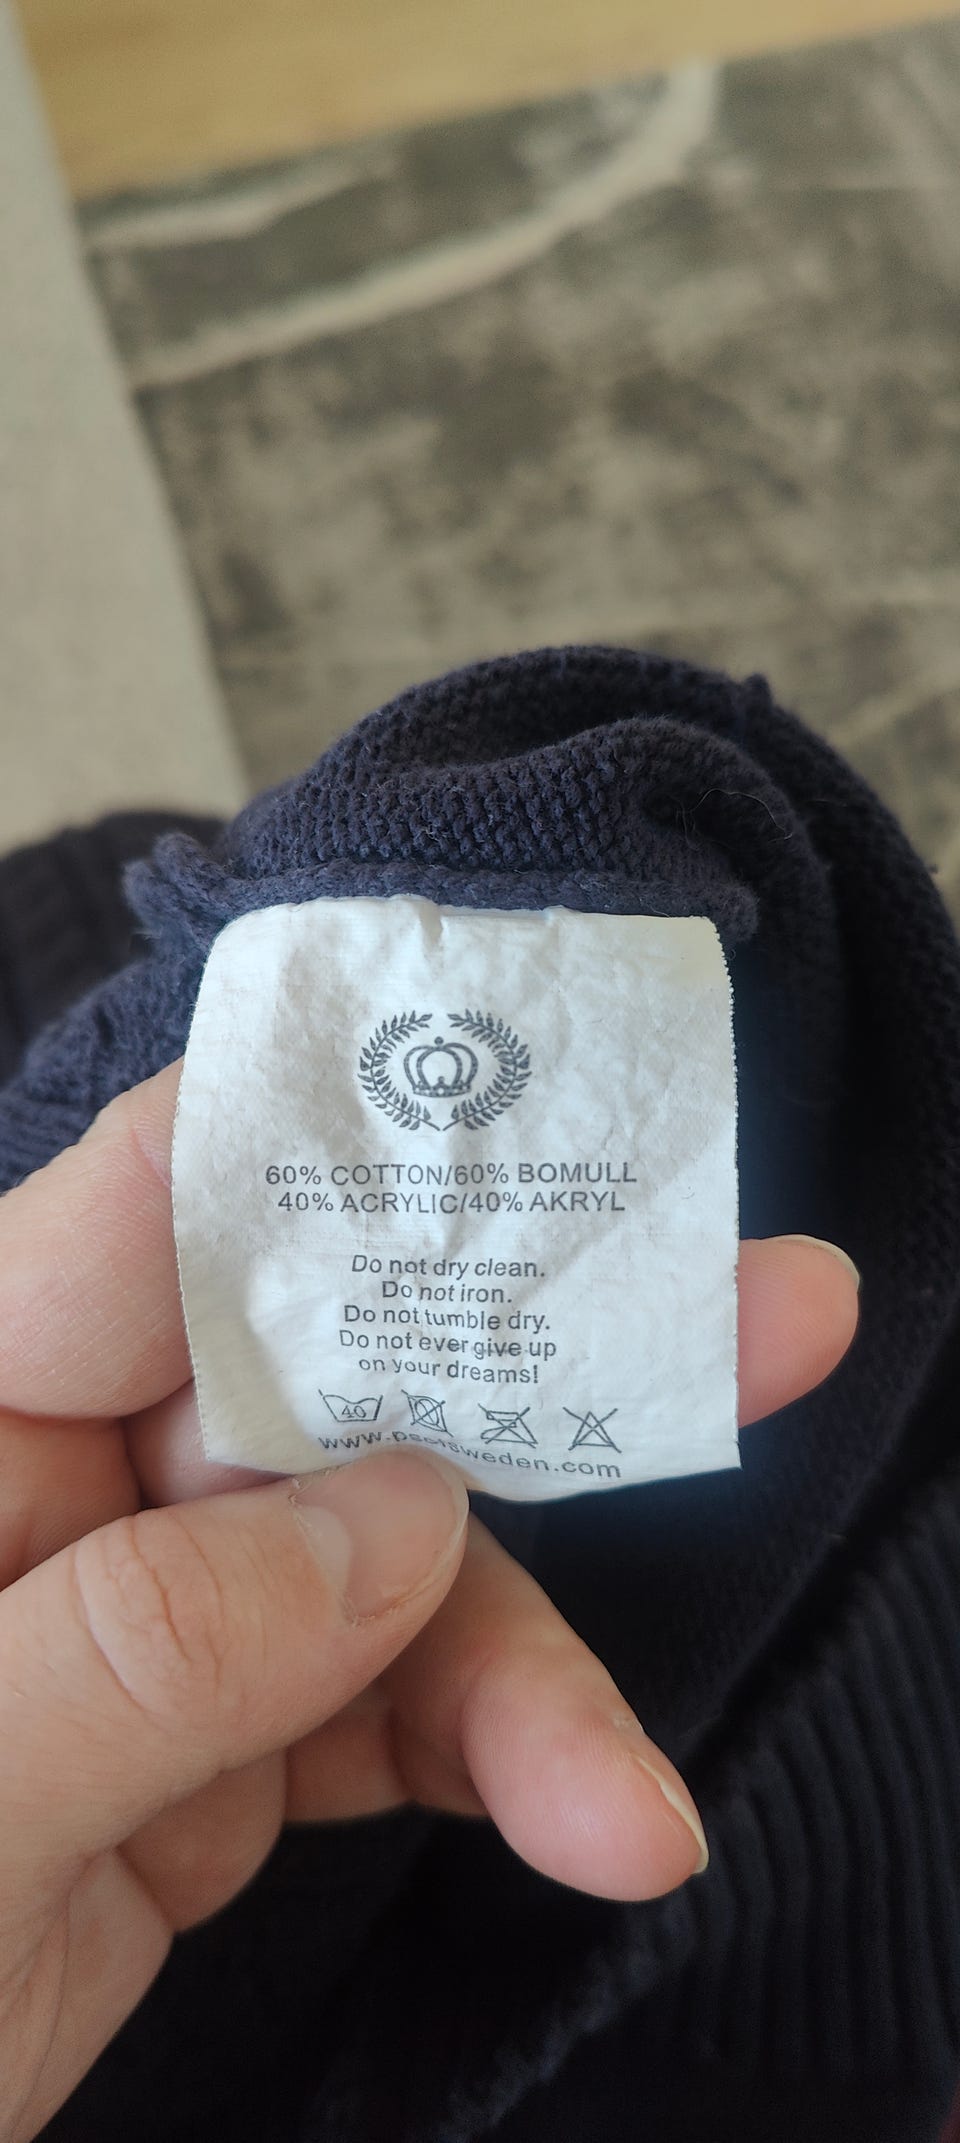 60% COTTON/60% BOMULL
40% ACRYLIC/40% AKRYL
Do not dry clean.
Do not iron.
Do not tumble dry.
Do not ever give up
on your dreams!
40